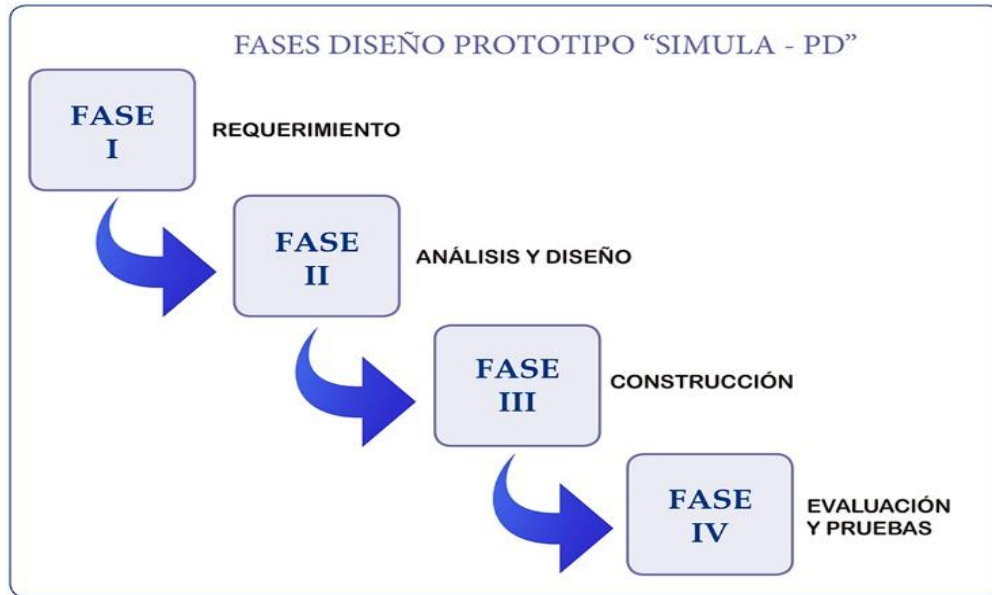 FASES DISEÑO PROTOTIPO “SIMULA - PD”
FASE
I
REQUERIMIENTO
FASE
II
ANÁLISIS Y DISEÑO
FASE
III
CONSTRUCCIÓN
FASE
IV
EVALUACIÓN
Y PRUEBAS